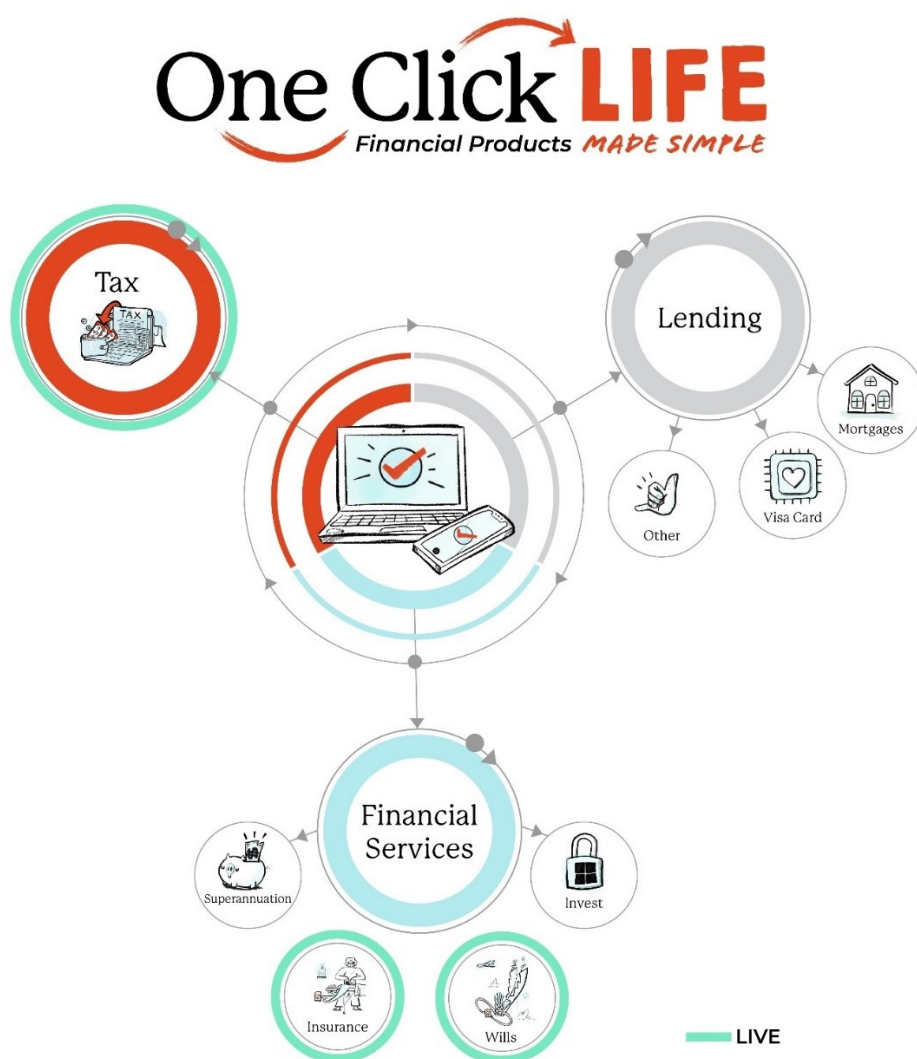 One Click LIFE
Financial Products MADE SIMPLE
Tax
TAX
Lending
Mortgages
Visa Card
Other
Financial
Services
Superannuation
Invest
Insurance
Wills
LIVE